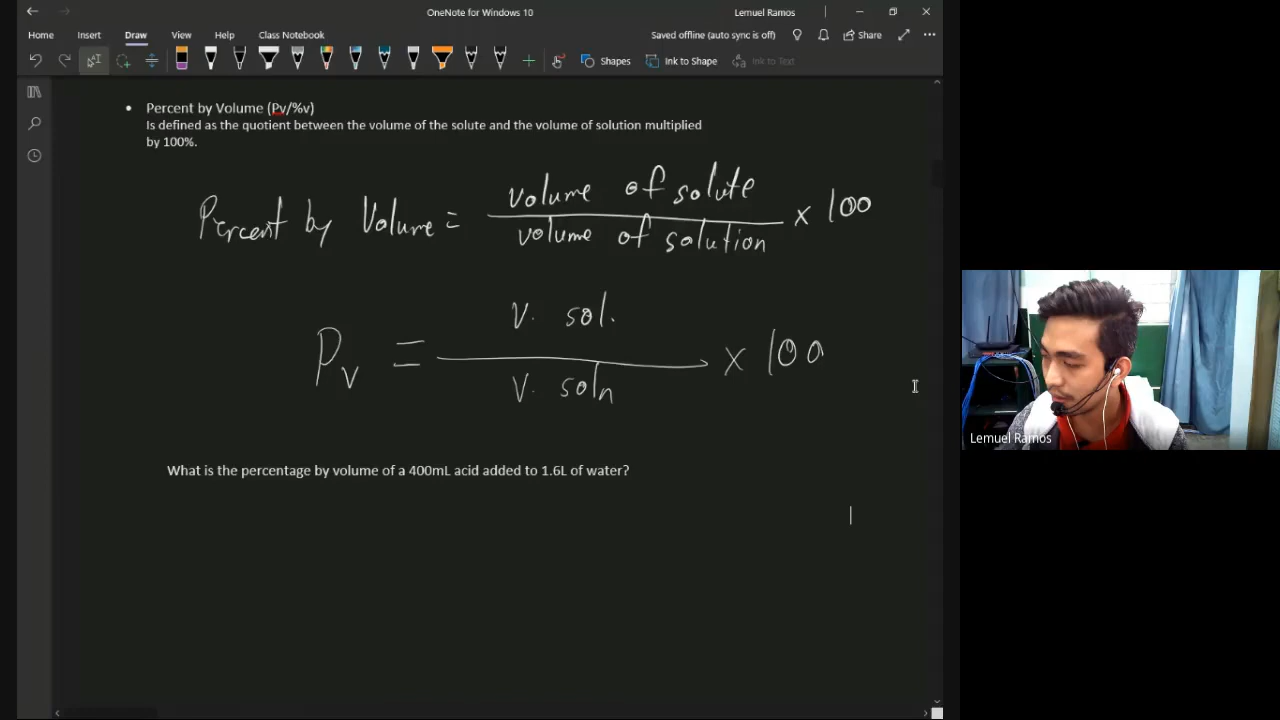 OneNote for Windows 10
Lemuel Ramos
Home Insert Draw View Help Class Notebook
Saved offline (auto sync is off)
Share
Shapes
Ink to Shape
Ink to Text
• Percent by Volume (Pv/%v)
Is defined as the quotient between the volume of the solute and the volume of solution multiplied
by 100%.
Percent by Volume = volume of solute / volume of solution x 100
Pv = v. sol. / v. soln x 100
What is the percentage by volume of a 400mL acid added to 1.6L of water?
Lemuel Ramos